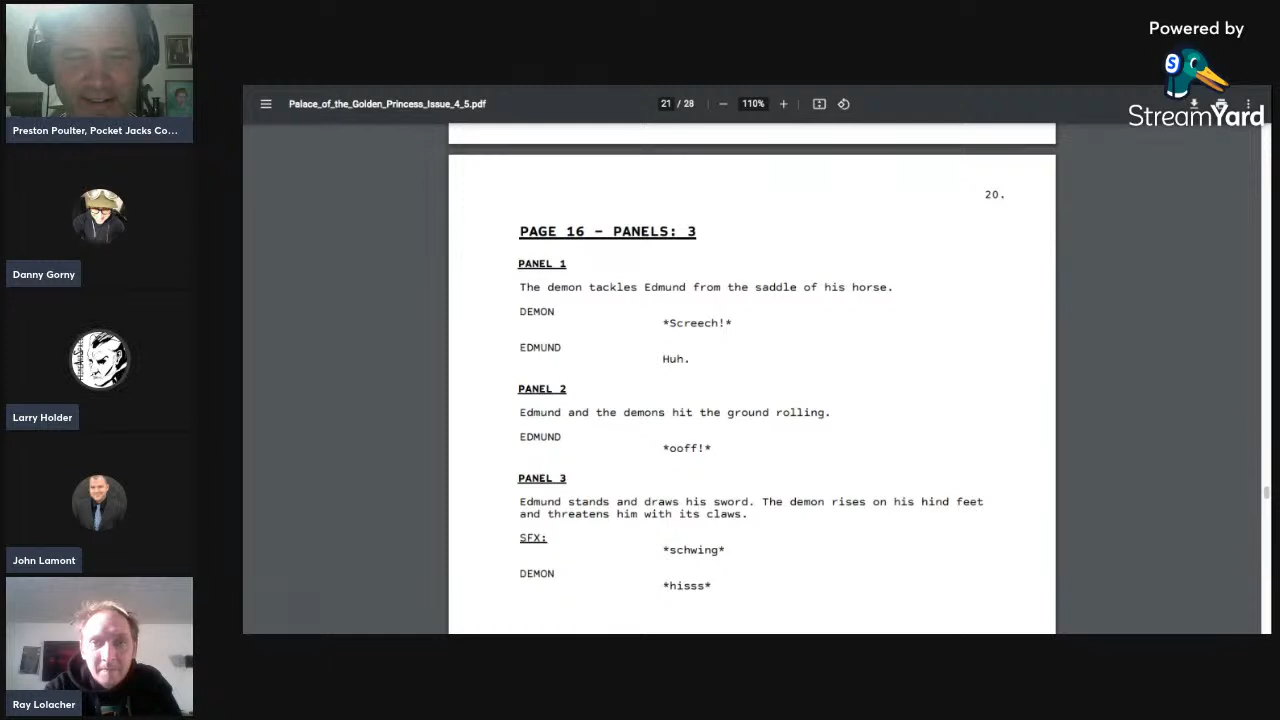 Powered by
S
StreamYard
Palace_of_the_Golden_Princess_Issue_4_5.pdf
21 / 28
110%
Preston Poulter, Pocket Jacks Co...
Danny Gorny
Larry Holder
John Lamont
Ray Lolacher
20.
PAGE 16 - PANELS: 3
PANEL 1
The demon tackles Edmund from the saddle of his horse.
DEMON
*Screech!*
EDMUND
Huh.
PANEL 2
Edmund and the demons hit the ground rolling.
EDMUND
*ooff!*
PANEL 3
Edmund stands and draws his sword. The demon rises on his hind feet
and threatens him with its claws.
SFX:
*schwing*
DEMON
*hisss*